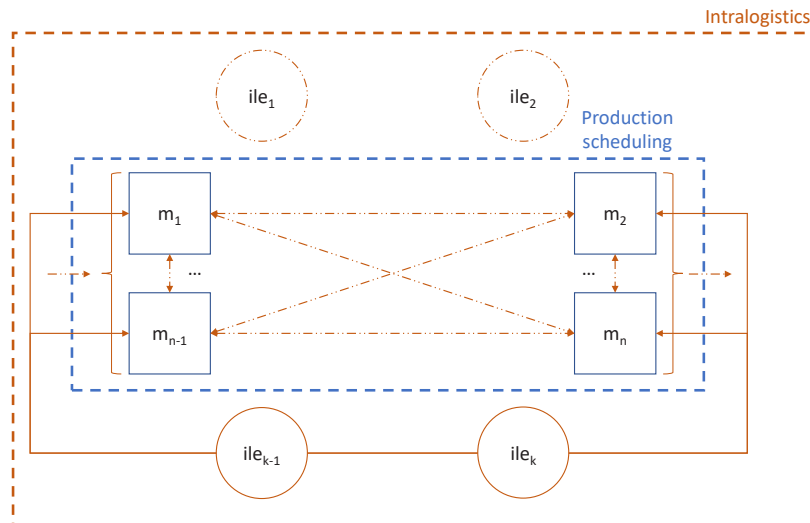 Intralogistics
ile₁
ile₂
Production
scheduling
m₁
m₂
...
...
mₙ₋₁
mₙ
ileₖ₋₁
ileₖ